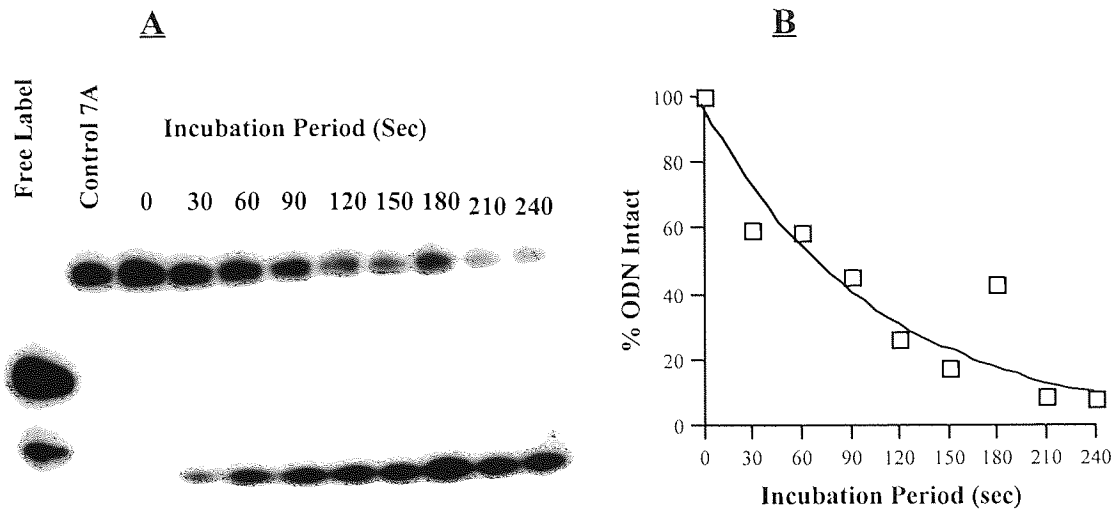 A
Free Label
Control 7A
Incubation Period (Sec)
0 30 60 90 120 150 180 210 240
B
% ODN Intact
100
80
60
40
20
0
0 30 60 90 120 150 180 210 240
Incubation Period (sec)